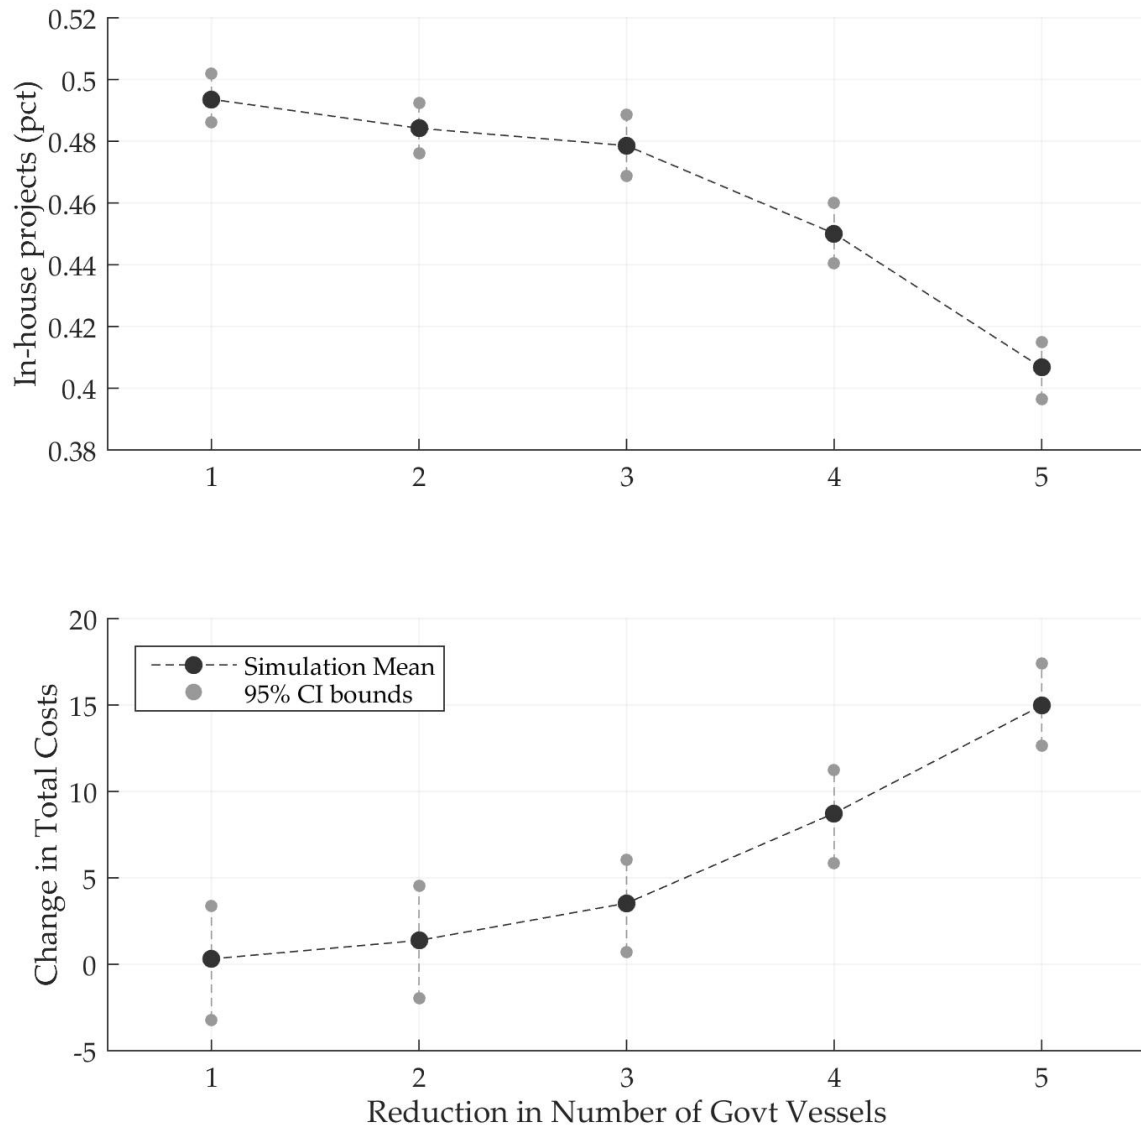 0.52
0.5
0.48
0.46
0.44
0.42
0.4
0.38
In-house projects (pct)
1 2 3 4 5
20
15
10
5
0
-5
Change in Total Costs
Simulation Mean
95% CI bounds
1 2 3 4 5
Reduction in Number of Govt Vessels